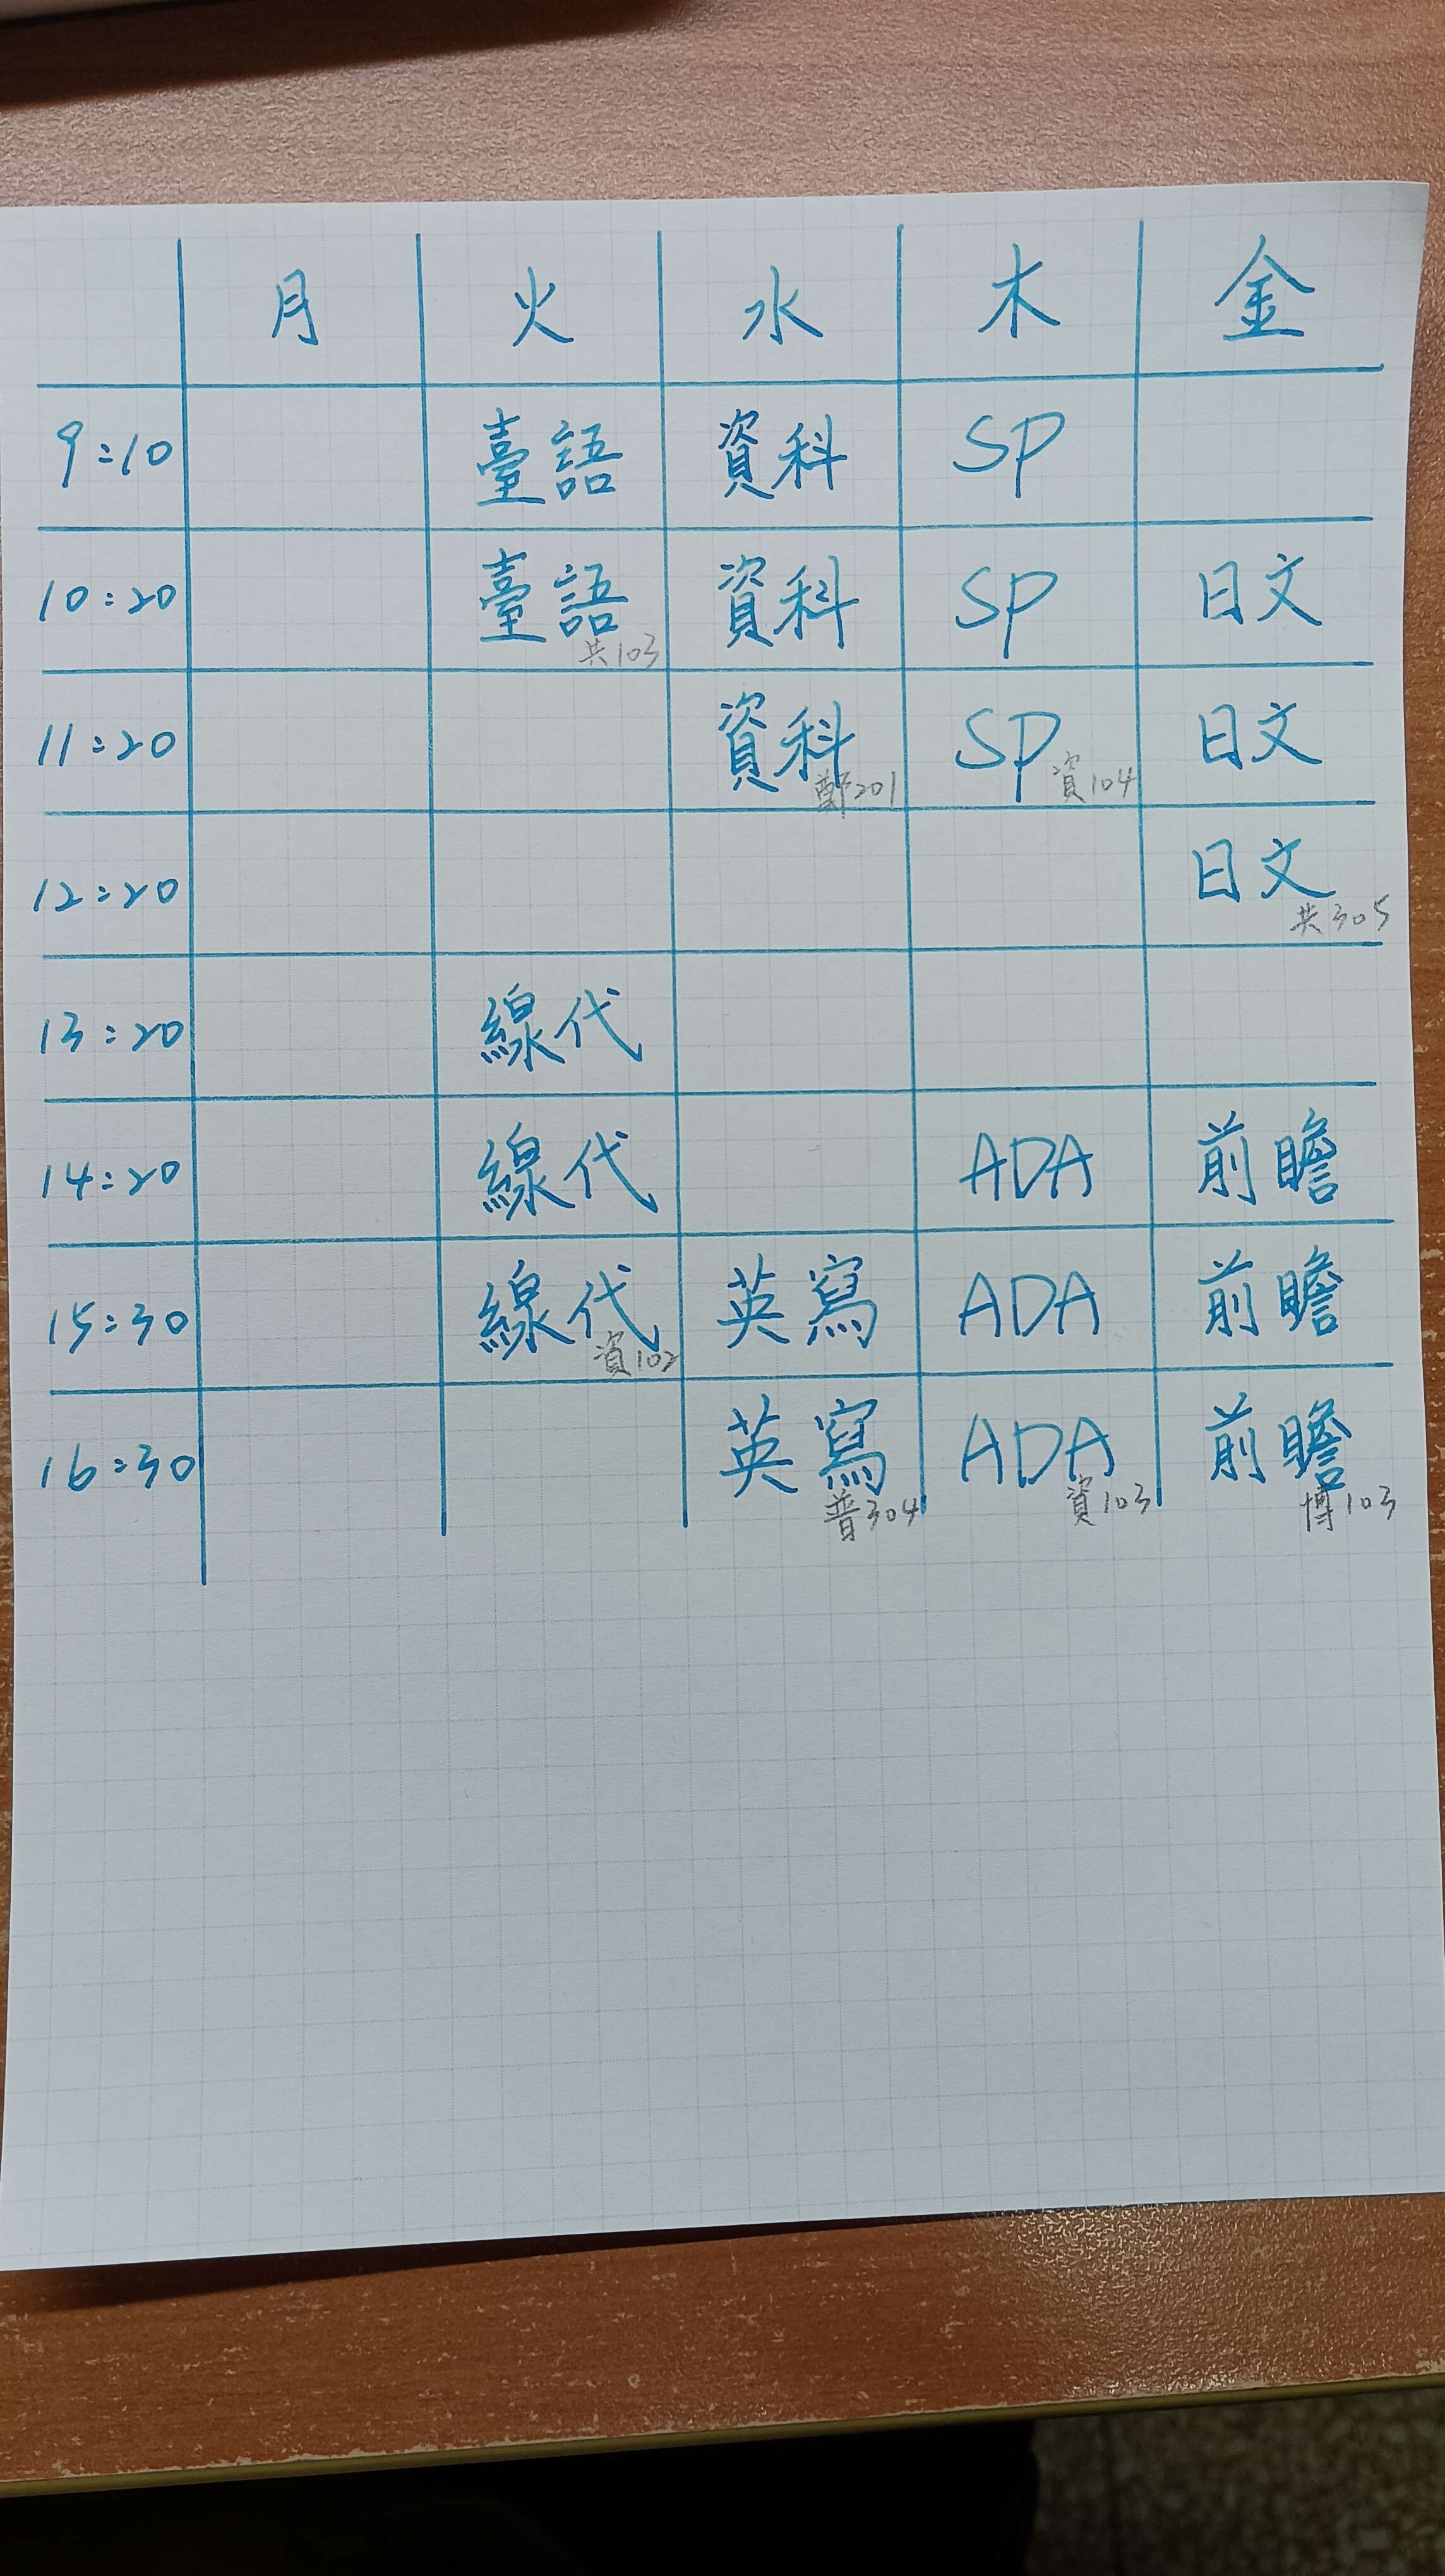 月 火 水 木 金
9:10 臺語 資科 SP
10:20 臺語 資科 SP 日文
共103
11:20 資科 SP 日文
鄭201 資104
12:20 日文
共305
13:20 線代
14:20 線代 ADA 前瞻
15:30 線代 英寫 ADA 前瞻
資102
16:30 英寫 ADA 前瞻
普304 資103 博103